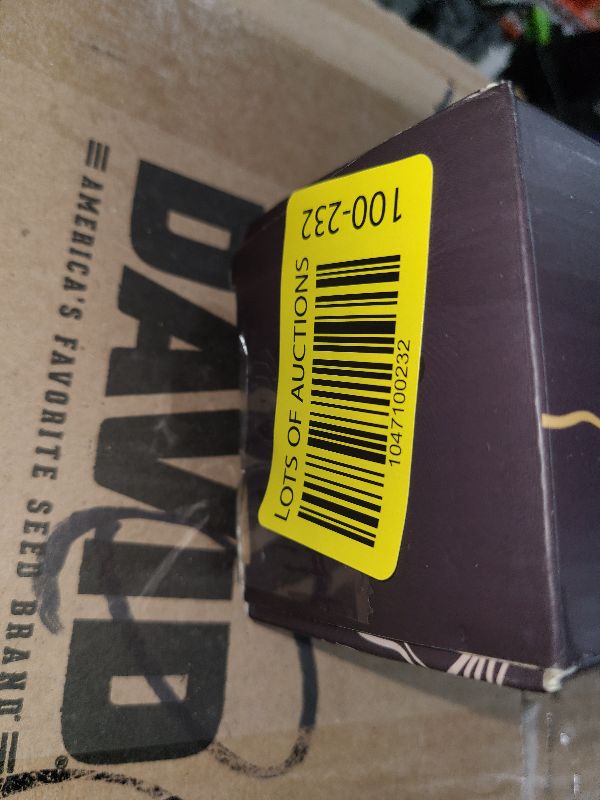 DAVID®
AMERICA'S FAVORITE SEED BRAND
100-232
LOTS OF AUCTIONS
1047100232